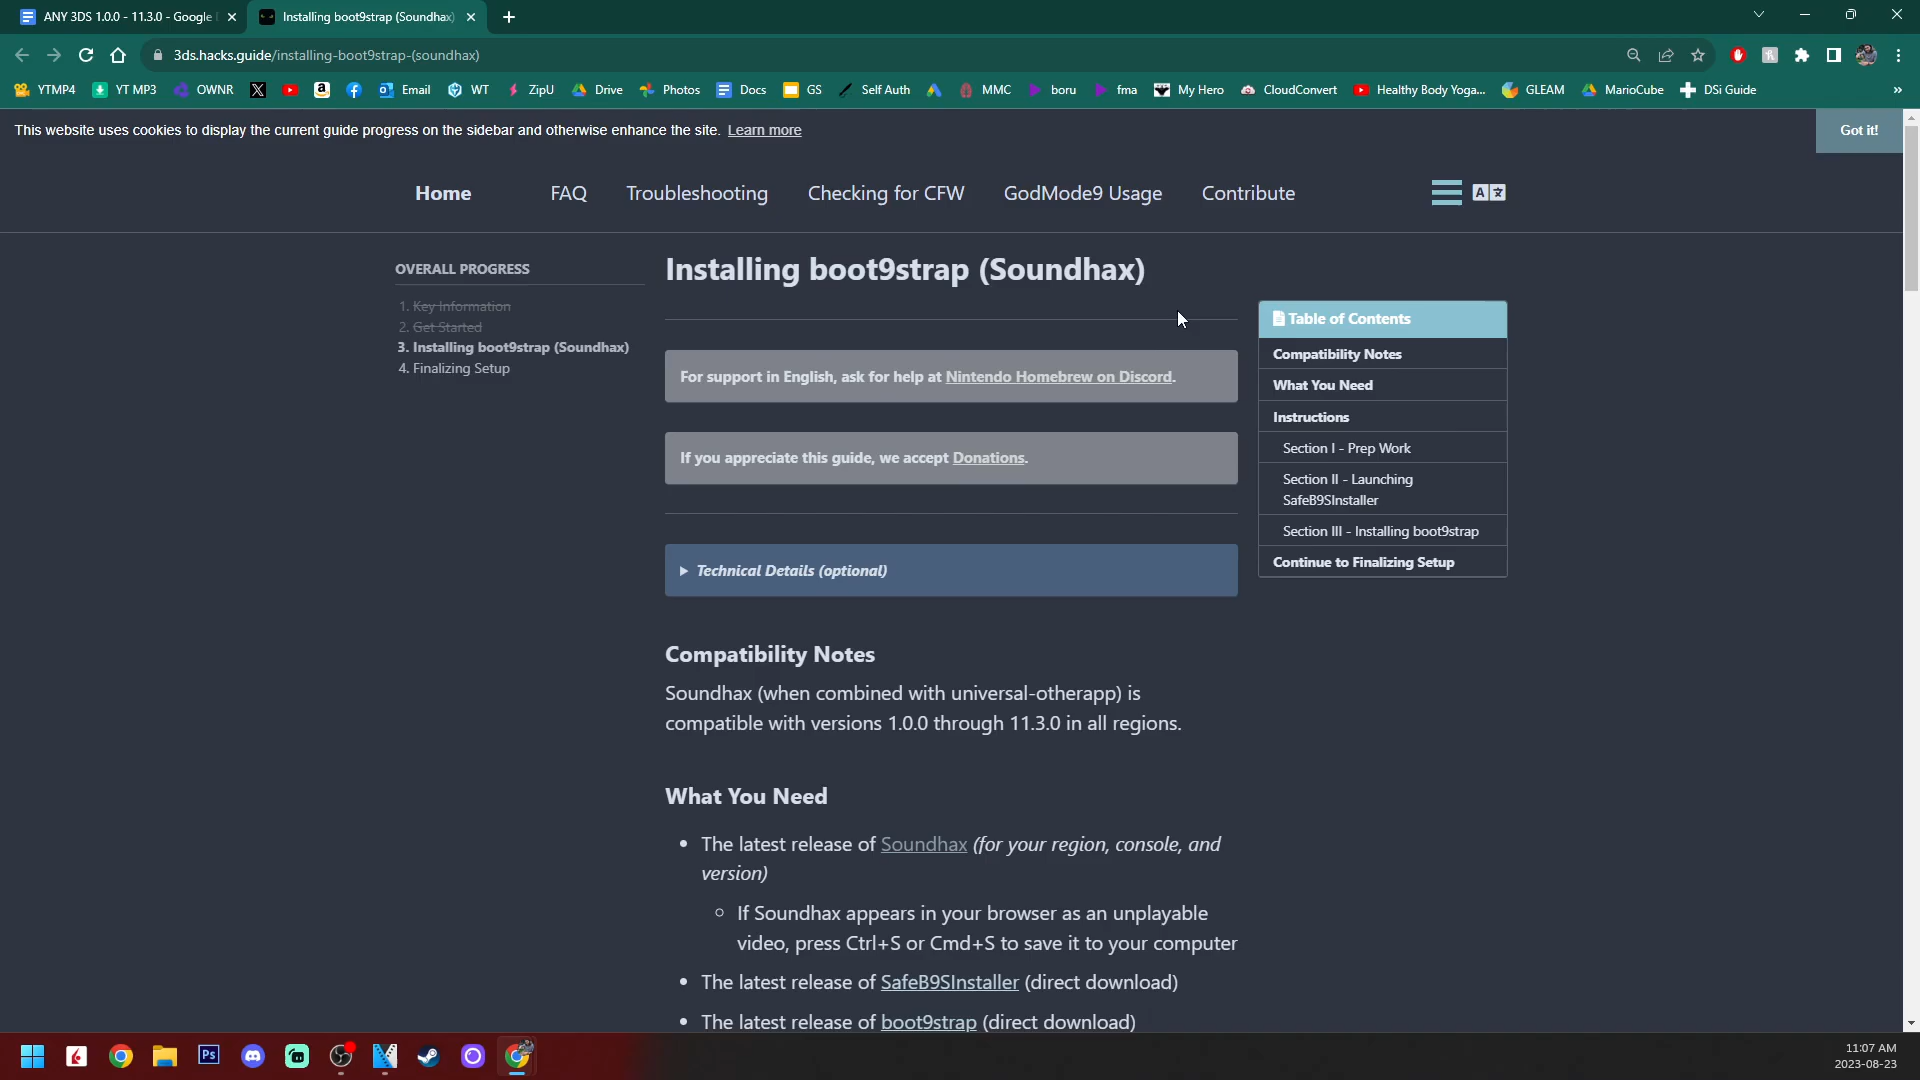 ANY 3DS 1.0.0 - 11.3.0 - Google
Installing boot9strap (Soundhax)
3ds.hacks.guide/installing-boot9strap-(soundhax)
YTMP4
YT MP3
OWNR
Email
WT
ZipU
Drive
Photos
Docs
GS
Self Auth
MMC
boru
fma
My Hero
CloudConvert
Healthy Body Yoga...
GLEAM
MarioCube
DSi Guide
»
This website uses cookies to display the current guide progress on the sidebar and otherwise enhance the site. Learn more
Got it!
Home
FAQ
Troubleshooting
Checking for CFW
GodMode9 Usage
Contribute
OVERALL PROGRESS
1. Key Information
2. Get Started
3. Installing boot9strap (Soundhax)
4. Finalizing Setup
Installing boot9strap (Soundhax)
For support in English, ask for help at Nintendo Homebrew on Discord.
If you appreciate this guide, we accept Donations.
Technical Details (optional)
Compatibility Notes
Soundhax (when combined with universal-otherapp) is
compatible with versions 1.0.0 through 11.3.0 in all regions.
What You Need
• The latest release of Soundhax (for your region, console, and
version)
If Soundhax appears in your browser as an unplayable
video, press Ctrl+S or Cmd+S to save it to your computer
• The latest release of SafeB9SInstaller (direct download)
• The latest release of boot9strap (direct download)
Table of Contents
Compatibility Notes
What You Need
Instructions
Section I - Prep Work
Section II - Launching
SafeB9SInstaller
Section III - Installing boot9strap
Continue to Finalizing Setup
Ps
11:07 AM
2023-08-23